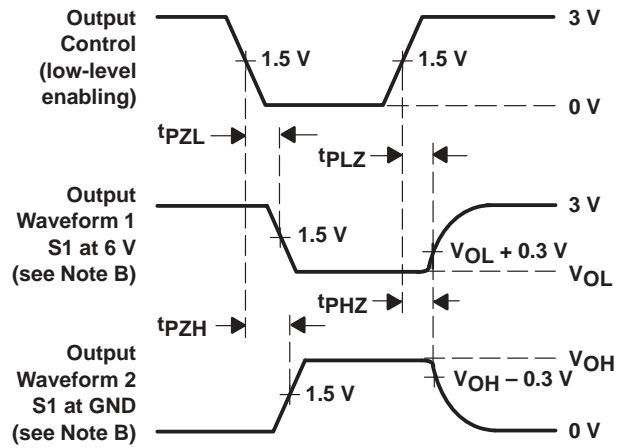 Output
Control
(low-level
enabling)
3 V
1.5 V
1.5 V
0 V
tPZL
tPLZ
Output
Waveform 1
S1 at 6 V
(see Note B)
3 V
1.5 V
VOL + 0.3 V
VOL
tPZH
tPHZ
Output
Waveform 2
S1 at GND
(see Note B)
VOH
1.5 V
VOH – 0.3 V
0 V